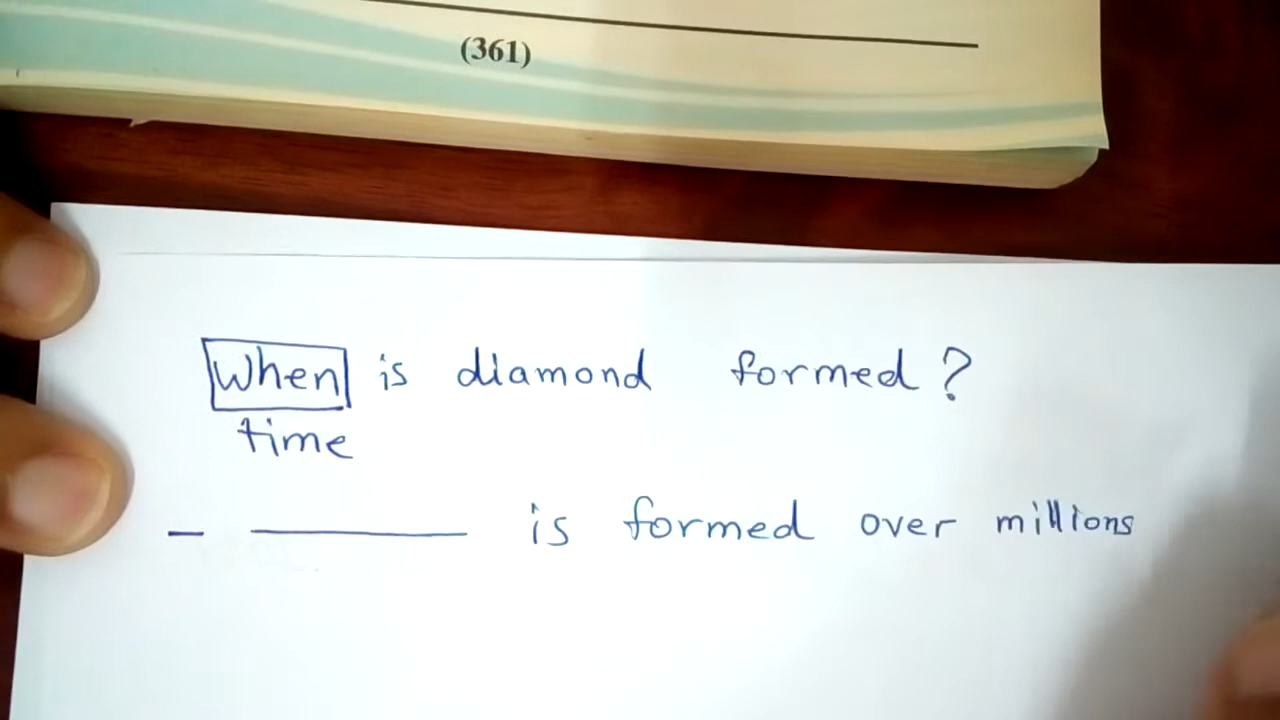 (361)
When is diamond formed?
time
- ________ is formed over millions